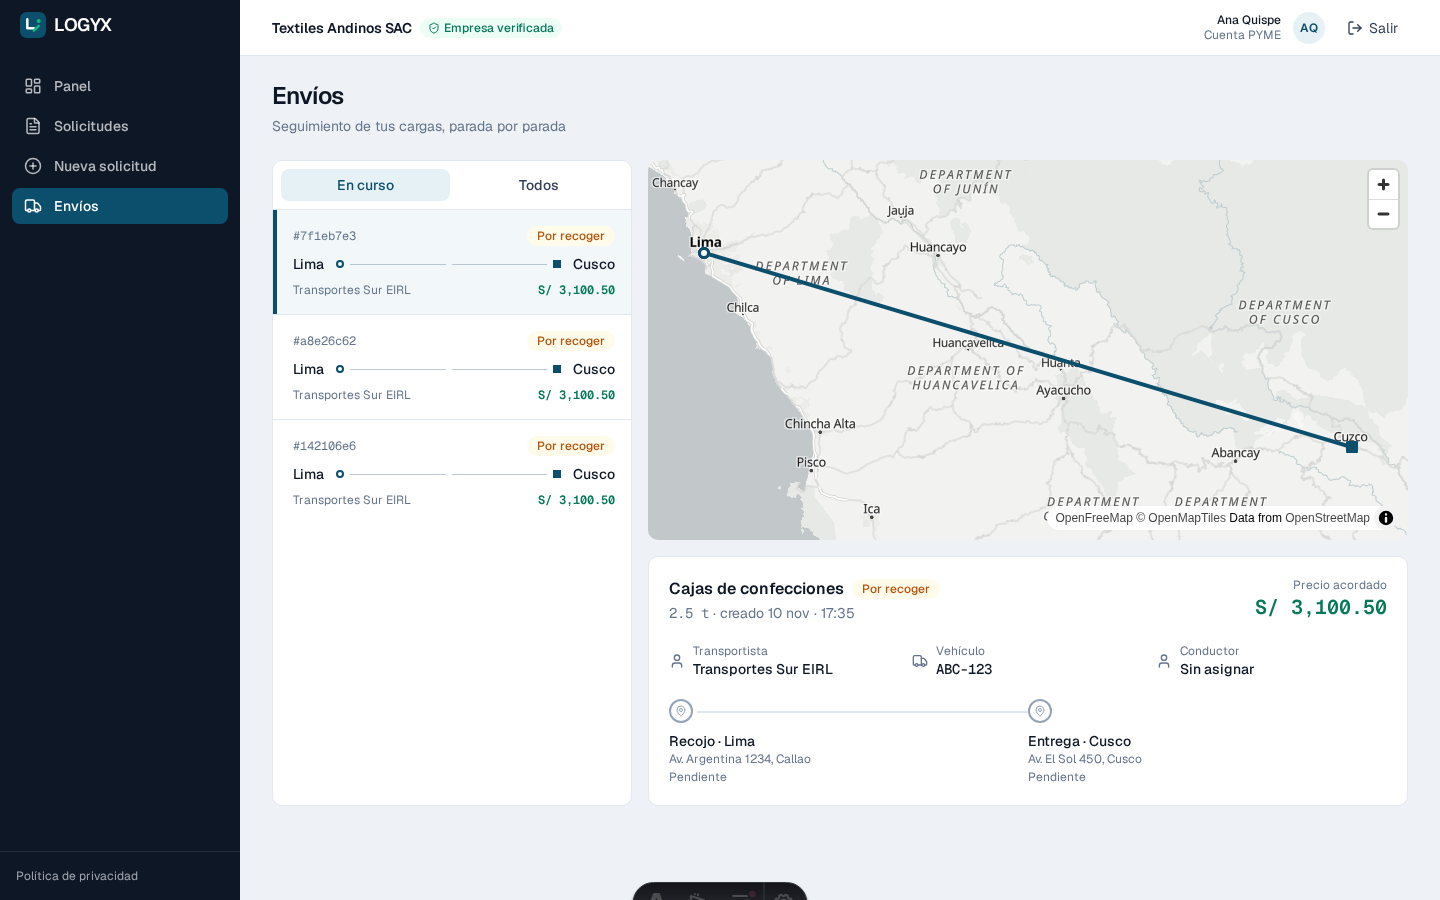 LOGYX
Panel
Solicitudes
Nueva solicitud
Envíos
Política de privacidad
Textiles Andinos SAC
Empresa verificada
Ana Quispe
Cuenta PYME
AQ
Salir
Envíos
Seguimiento de tus cargas, parada por parada
En curso
Todos
#7f1eb7e3
Por recoger
Lima
Cusco
Transportes Sur EIRL
S/ 3,100.50
#a8e26c62
Por recoger
Lima
Cusco
Transportes Sur EIRL
S/ 3,100.50
#142106e6
Por recoger
Lima
Cusco
Transportes Sur EIRL
S/ 3,100.50
Chancay
DEPARTMENT
OF JUNÍN
Jauja
Lima
Huancayo
DEPARTMENT
OF LIMA
Chilca
DEPARTMENT
OF CUSCO
Huancavelica
Huanta
DEPARTMENT OF
HUANCAVELICA
Ayacucho
Chincha Alta
Cuzco
Abancay
Pisco
Ica
DEPARTMENT
DEPARTMENT
OpenFreeMap © OpenMapTiles Data from OpenStreetMap
Cajas de confecciones
Por recoger
2.5 t · creado 10 nov · 17:35
Precio acordado
S/ 3,100.50
Transportista
Transportes Sur EIRL
Vehículo
ABC-123
Conductor
Sin asignar
Recojo · Lima
Av. Argentina 1234, Callao
Pendiente
Entrega · Cusco
Av. El Sol 450, Cusco
Pendiente